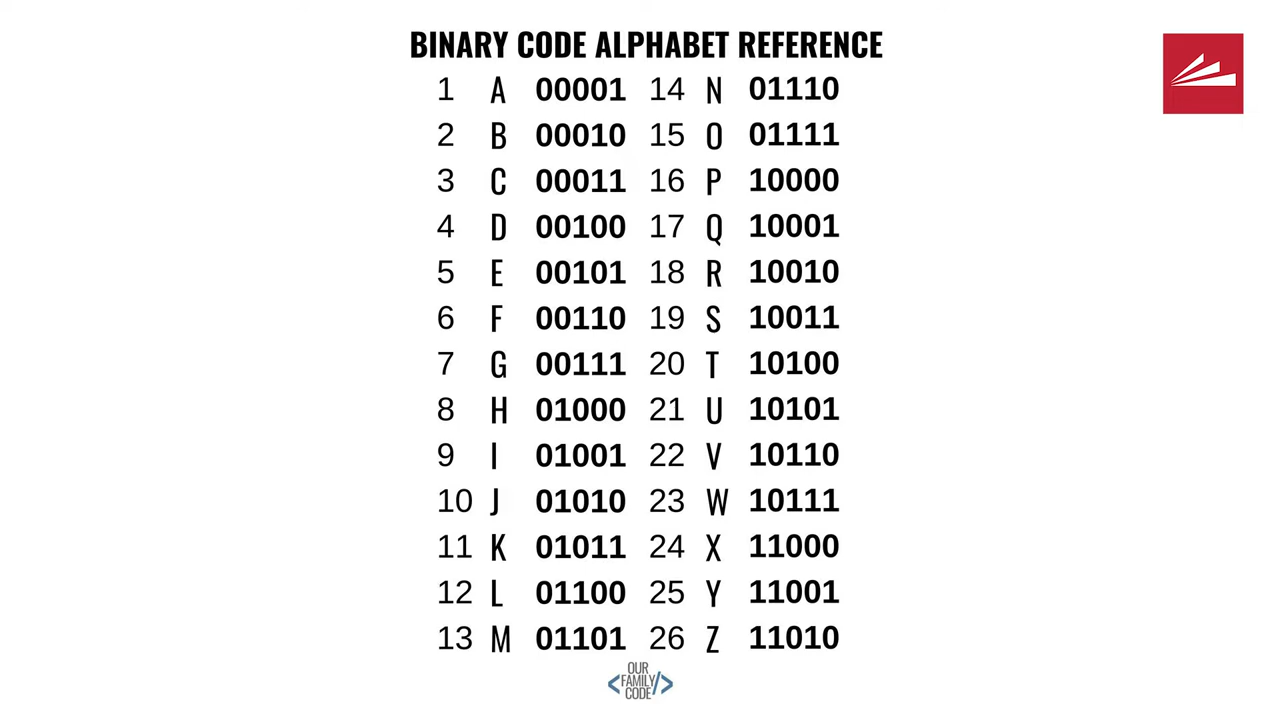 BINARY CODE ALPHABET REFERENCE
1 A 00001 14 N 01110
2 B 00010 15 O 01111
3 C 00011 16 P 10000
4 D 00100 17 Q 10001
5 E 00101 18 R 10010
6 F 00110 19 S 10011
7 G 00111 20 T 10100
8 H 01000 21 U 10101
9 I 01001 22 V 10110
10 J 01010 23 W 10111
11 K 01011 24 X 11000
12 L 01100 25 Y 11001
13 M 01101 26 Z 11010
OUR
<FAMILY/>
CODE